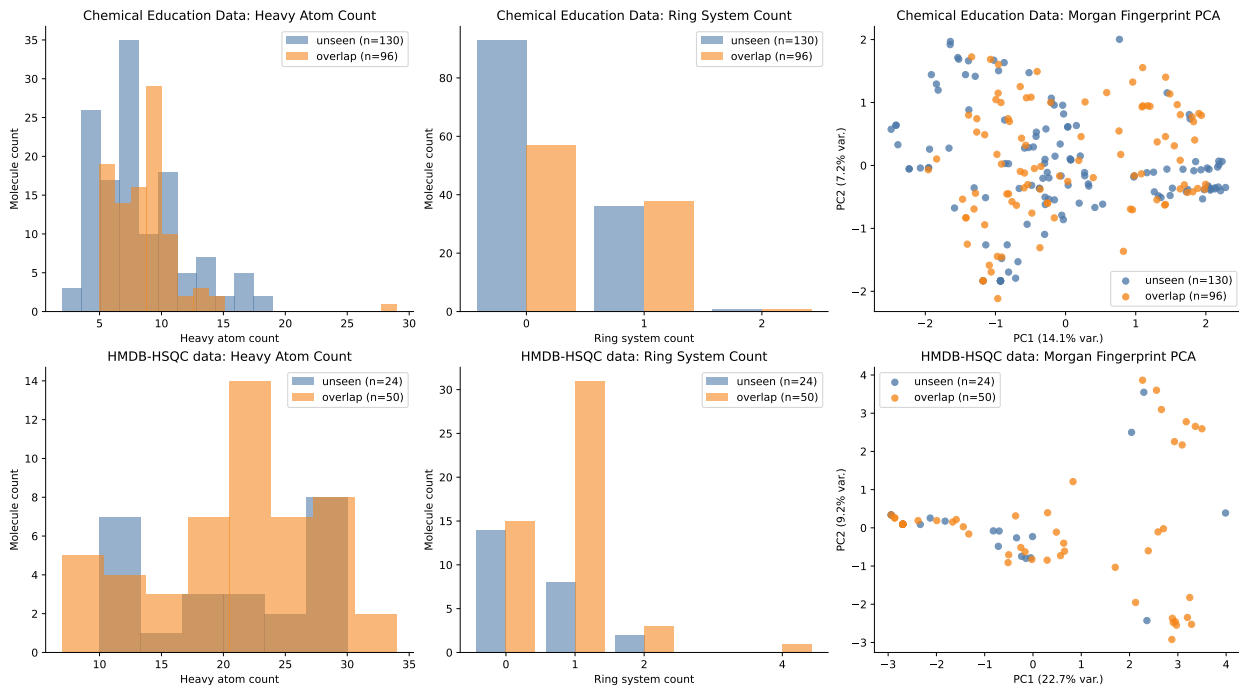 Chemical Education Data: Heavy Atom Count
35
30
25
20
15
10
5
0
Molecule count
unseen (n=130)
overlap (n=96)
5 10 15 20 25 30
Heavy atom count
Chemical Education Data: Ring System Count
80
60
40
20
0
Molecule count
unseen (n=130)
overlap (n=96)
0 1 2
Ring system count
Chemical Education Data: Morgan Fingerprint PCA
2
1
0
−1
−2
PC2 (7.2% var.)
unseen (n=130)
overlap (n=96)
−2 −1 0 1 2
PC1 (14.1% var.)
HMDB-HSQC data: Heavy Atom Count
14
12
10
8
6
4
2
0
Molecule count
unseen (n=24)
overlap (n=50)
10 15 20 25 30 35
Heavy atom count
HMDB-HSQC data: Ring System Count
30
25
20
15
10
5
0
Molecule count
unseen (n=24)
overlap (n=50)
0 1 2 4
Ring system count
HMDB-HSQC data: Morgan Fingerprint PCA
4
3
2
1
0
−1
−2
−3
PC2 (9.2% var.)
unseen (n=24)
overlap (n=50)
−3 −2 −1 0 1 2 3 4
PC1 (22.7% var.)